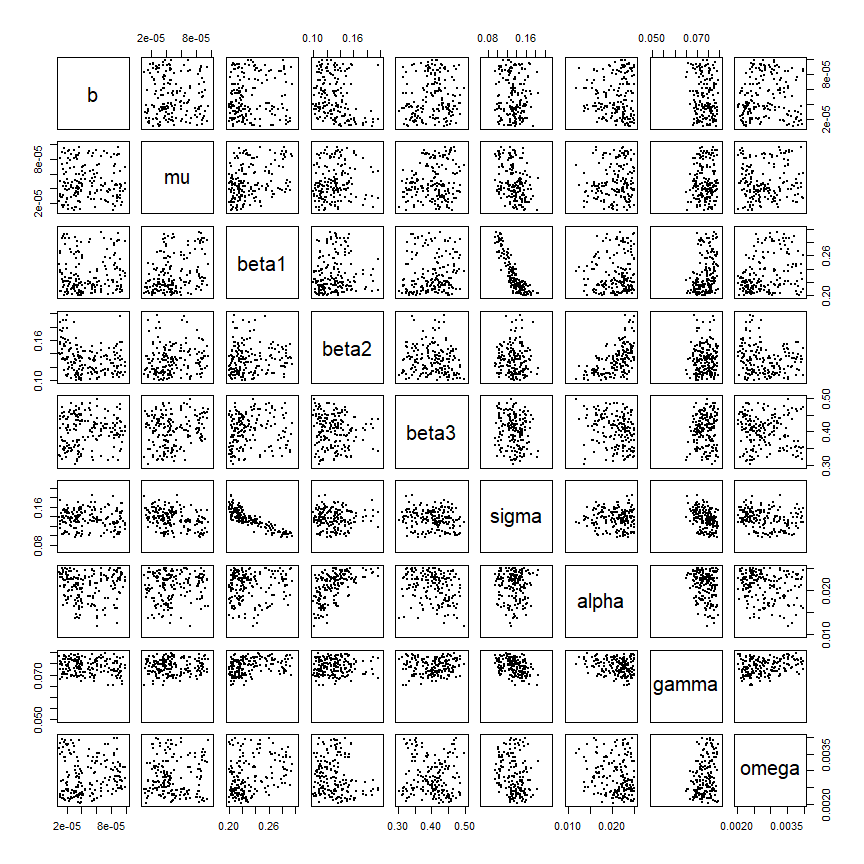 0.10 0.16 0.08 0.16 0.050 0.070
2e-05 8e-05
b
2e-05 8e-05
mu
2e-05 8e-05
beta1
0.20 0.26
beta2
0.10 0.16
beta3
0.30 0.40 0.50
sigma
0.08 0.16
alpha
0.010 0.020
gamma
0.050 0.070
omega
0.0020 0.0035
2e-05 8e-05
0.20 0.26
0.30 0.40 0.50
0.010 0.020
0.0020 0.0035